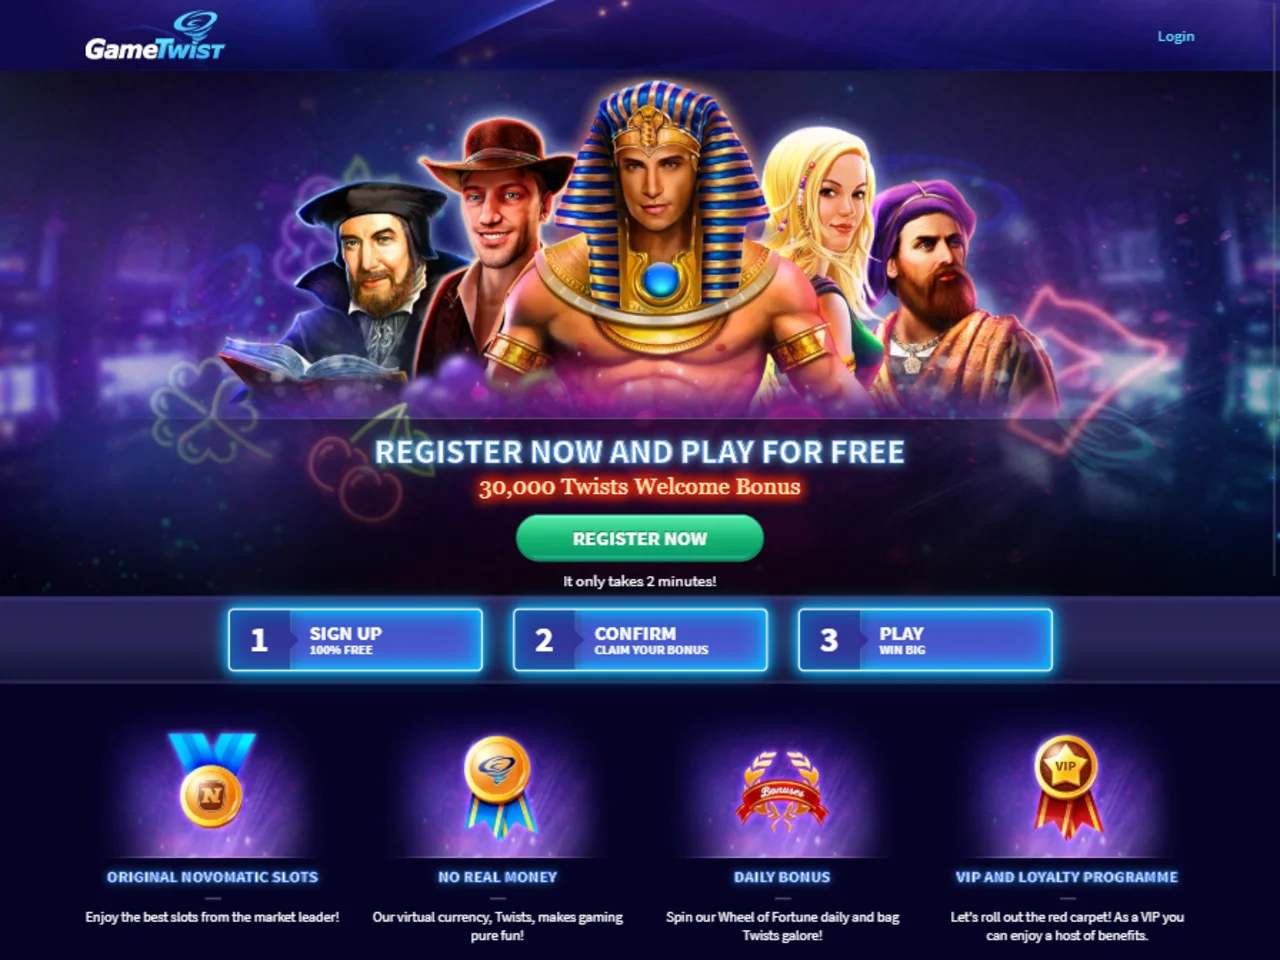 GameTwist
Login
REGISTER NOW AND PLAY FOR FREE
30,000 Twists Welcome Bonus
REGISTER NOW
It only takes 2 minutes!
1
SIGN UP
100% FREE
2
CONFIRM
CLAIM YOUR BONUS
3
PLAY
WIN BIG
N
Bonuses
VIP
ORIGINAL NOVOMATIC SLOTS
Enjoy the best slots from the market leader!
NO REAL MONEY
Our virtual currency, Twists, makes gaming
pure fun!
DAILY BONUS
Spin our Wheel of Fortune daily and bag
Twists galore!
VIP AND LOYALTY PROGRAMME
Let's roll out the red carpet! As a VIP you
can enjoy a host of benefits.